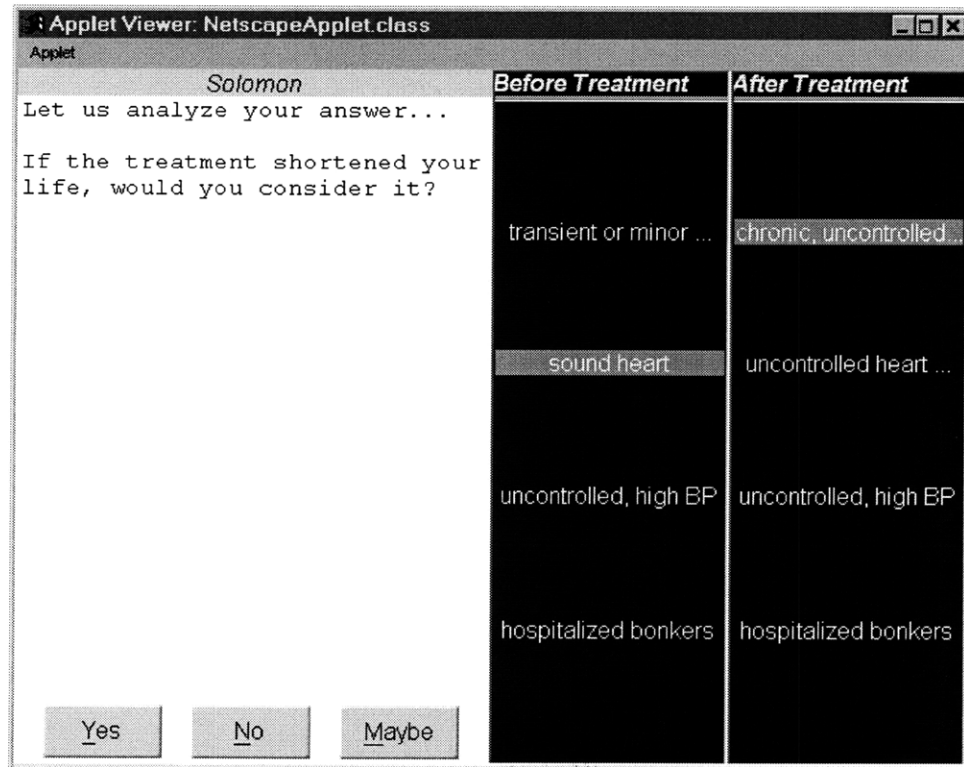 Applet Viewer: NetscapeApplet.class
Applet
Solomon
Let us analyze your answer...
If the treatment shortened your
life, would you consider it?
Yes No Maybe
Before Treatment
transient or minor ...
sound heart
uncontrolled, high BP
hospitalized bonkers
After Treatment
chronic, uncontrolled...
uncontrolled heart ...
uncontrolled, high BP
hospitalized bonkers